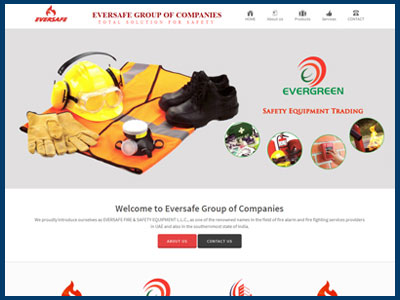 EVERSAFE
EVERSAFE GROUP OF COMPANIES
TOTAL SOLUTION FOR SAFETY
HOME
About Us
Products
Services
CONTACT
EVERGREEN
SAFETY EQUIPMENT TRADING
Welcome to Eversafe Group of Companies
We proudly introduce ourselves as EVERSAFE FIRE & SAFETY EQUIPMENT L.L.C., as one of the renowned names in the field of fire alarm and fire fighting services providers
in UAE and also in the southernmost state of India.
ABOUT US
CONTACT US